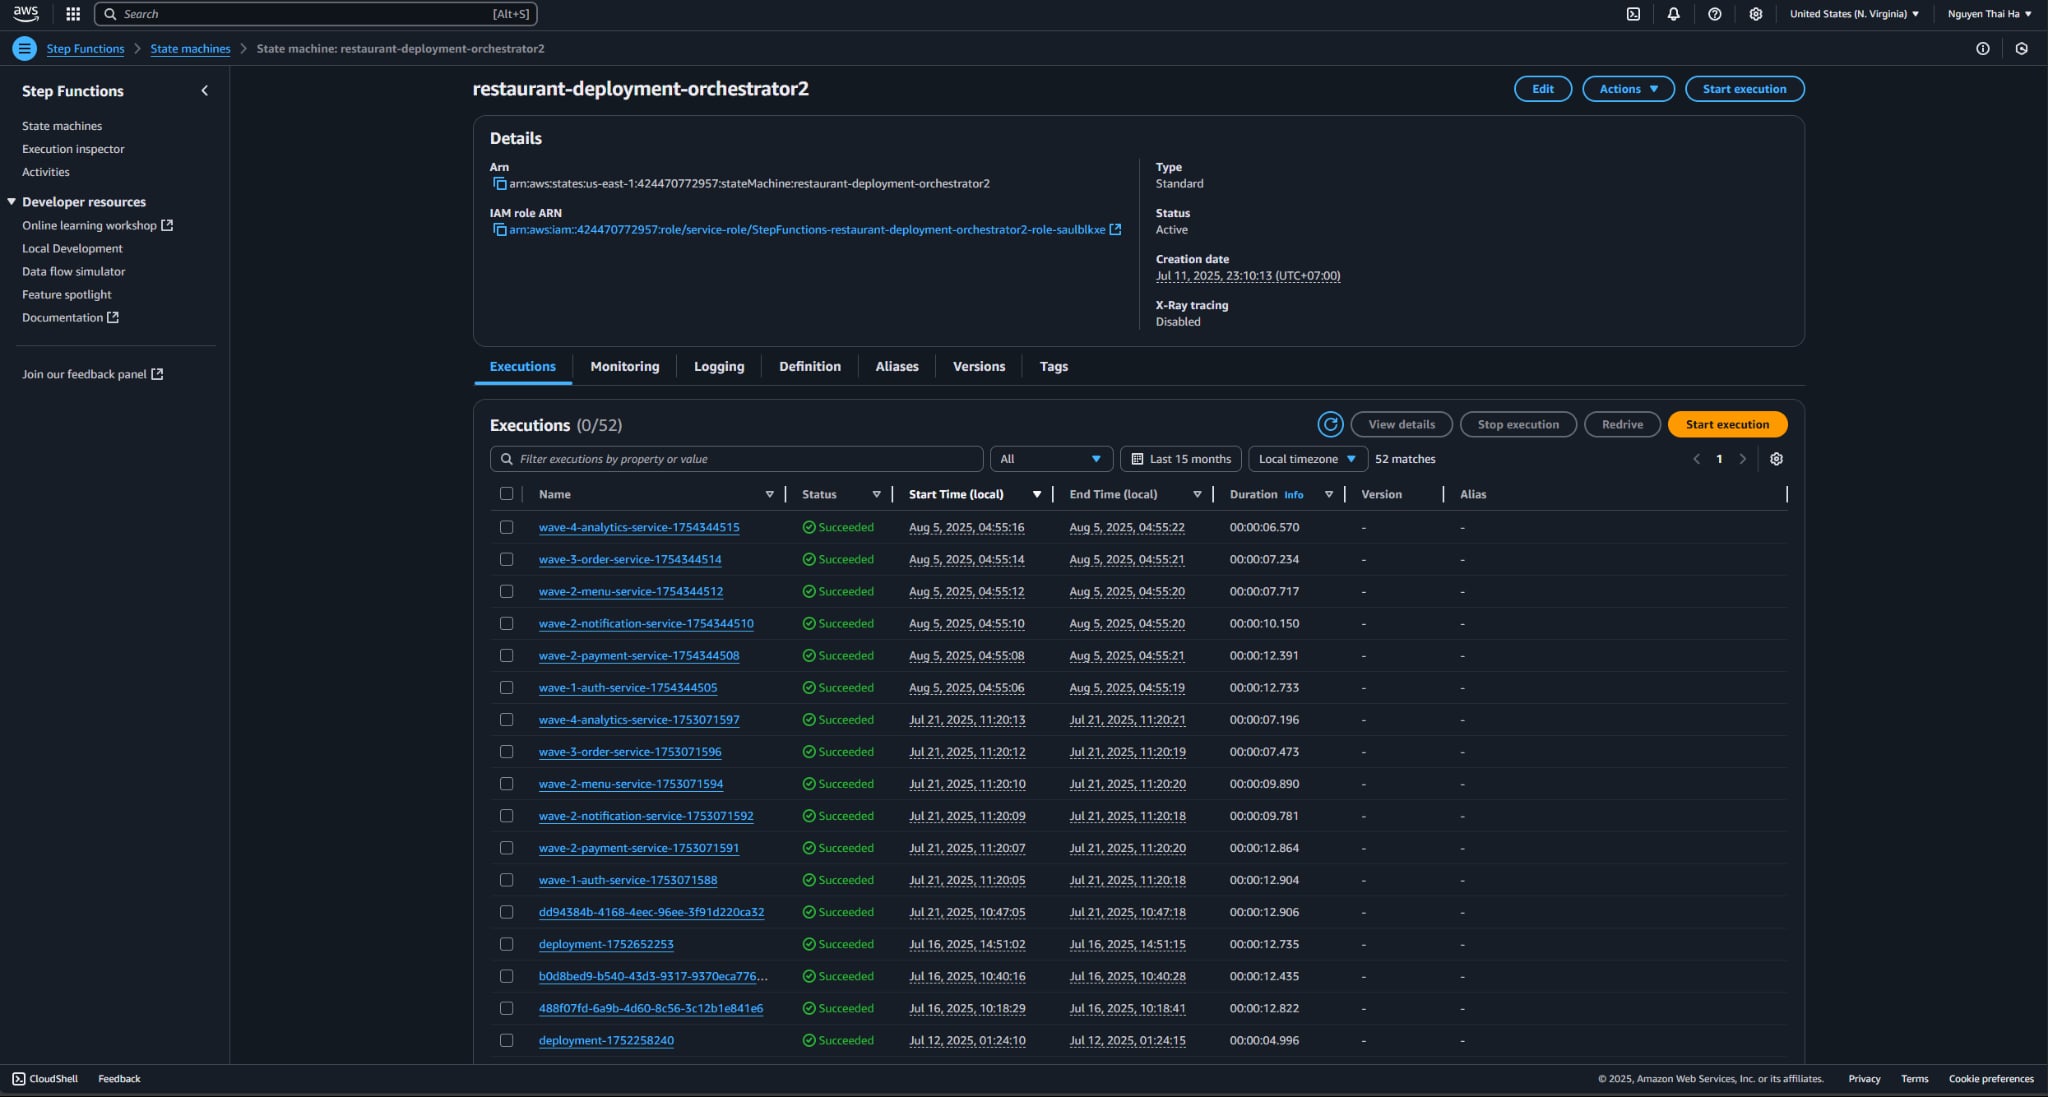 aws
Search [Alt+S]
United States (N. Virginia)
Nguyen Thai Ha
Step Functions
State machines
State machine: restaurant-deployment-orchestrator2
Step Functions
State machines
Execution inspector
Activities
Developer resources
Online learning workshop
Local Development
Data flow simulator
Feature spotlight
Documentation
Join our feedback panel
restaurant-deployment-orchestrator2
Edit
Actions
Start execution
Details
Arn
arn:aws:states:us-east-1:424470772957:stateMachine:restaurant-deployment-orchestrator2
IAM role ARN
arn:aws:iam::424470772957:role/service-role/StepFunctions-restaurant-deployment-orchestrator2-role-saulblkxe
Type
Standard
Status
Active
Creation date
Jul 11, 2025, 23:10:13 (UTC+07:00)
X-Ray tracing
Disabled
Executions Monitoring Logging Definition Aliases Versions Tags
Executions (0/52)
View details
Stop execution
Redrive
Start execution
Filter executions by property or value
All
Last 15 months
Local timezone
52 matches
1
Name Status Start Time (local) End Time (local) Duration Info Version Alias
wave-4-analytics-service-1754344515 Succeeded Aug 5, 2025, 04:55:16 Aug 5, 2025, 04:55:22 00:00:06.570 - -
wave-3-order-service-1754344514 Succeeded Aug 5, 2025, 04:55:14 Aug 5, 2025, 04:55:21 00:00:07.234 - -
wave-2-menu-service-1754344512 Succeeded Aug 5, 2025, 04:55:12 Aug 5, 2025, 04:55:20 00:00:07.717 - -
wave-2-notification-service-1754344510 Succeeded Aug 5, 2025, 04:55:10 Aug 5, 2025, 04:55:20 00:00:10.150 - -
wave-2-payment-service-1754344508 Succeeded Aug 5, 2025, 04:55:08 Aug 5, 2025, 04:55:21 00:00:12.391 - -
wave-1-auth-service-1754344505 Succeeded Aug 5, 2025, 04:55:06 Aug 5, 2025, 04:55:19 00:00:12.733 - -
wave-4-analytics-service-1753071597 Succeeded Jul 21, 2025, 11:20:13 Jul 21, 2025, 11:20:21 00:00:07.196 - -
wave-3-order-service-1753071596 Succeeded Jul 21, 2025, 11:20:12 Jul 21, 2025, 11:20:19 00:00:07.473 - -
wave-2-menu-service-1753071594 Succeeded Jul 21, 2025, 11:20:10 Jul 21, 2025, 11:20:20 00:00:09.890 - -
wave-2-notification-service-1753071592 Succeeded Jul 21, 2025, 11:20:09 Jul 21, 2025, 11:20:18 00:00:09.781 - -
wave-2-payment-service-1753071591 Succeeded Jul 21, 2025, 11:20:07 Jul 21, 2025, 11:20:20 00:00:12.864 - -
wave-1-auth-service-1753071588 Succeeded Jul 21, 2025, 11:20:05 Jul 21, 2025, 11:20:18 00:00:12.904 - -
dd94384b-4168-4eec-96ee-3f91d220ca32 Succeeded Jul 21, 2025, 10:47:05 Jul 21, 2025, 10:47:18 00:00:12.906 - -
deployment-1752652253 Succeeded Jul 16, 2025, 14:51:02 Jul 16, 2025, 14:51:15 00:00:12.735 - -
b0d8bed9-b540-43d3-9317-9370eca776... Succeeded Jul 16, 2025, 10:40:16 Jul 16, 2025, 10:40:28 00:00:12.435 - -
488f07fd-6a9b-4d60-8c56-3c12b1e841e6 Succeeded Jul 16, 2025, 10:18:29 Jul 16, 2025, 10:18:41 00:00:12.822 - -
deployment-1752258240 Succeeded Jul 12, 2025, 01:24:10 Jul 12, 2025, 01:24:15 00:00:04.996 - -
CloudShell Feedback
© 2025, Amazon Web Services, Inc. or its affiliates. Privacy Terms Cookie preferences